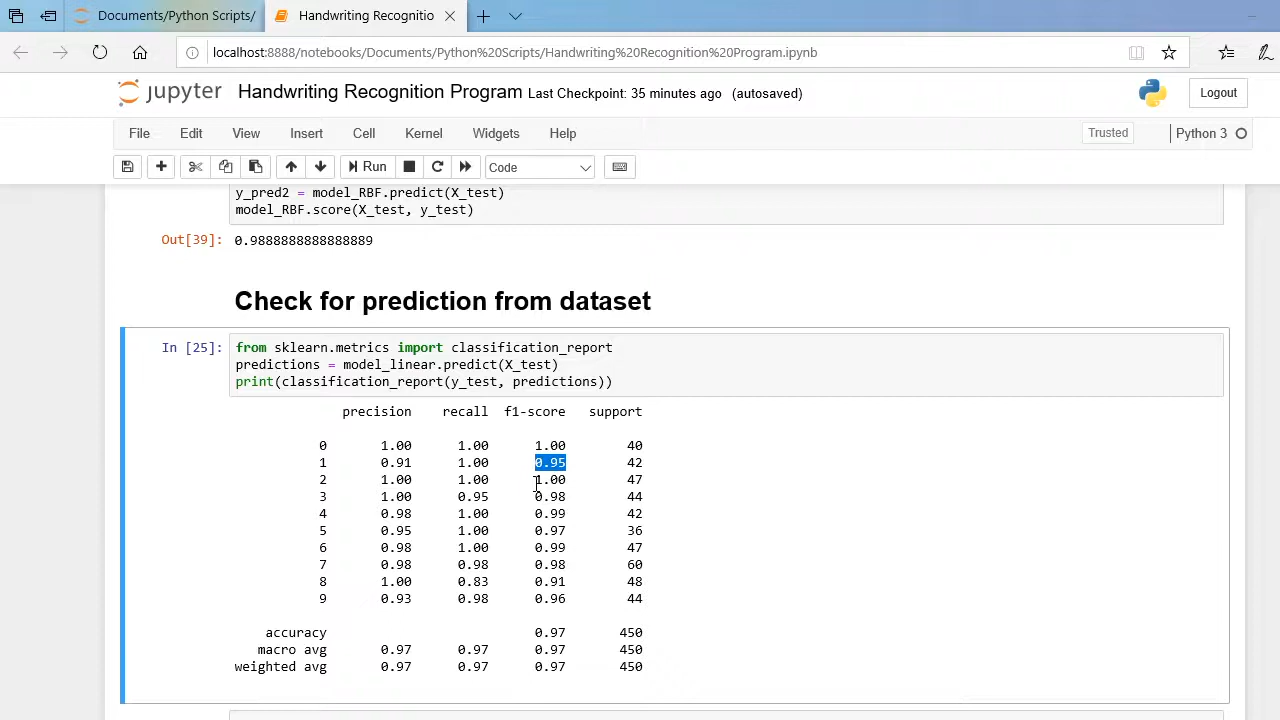 Documents/Python Scripts/
Handwriting Recognitio
localhost:8888/notebooks/Documents/Python%20Scripts/Handwriting%20Recognition%20Program.ipynb
jupyter Handwriting Recognition Program Last Checkpoint: 35 minutes ago (autosaved)
Logout
File Edit View Insert Cell Kernel Widgets Help
Trusted Python 3
Run Code
y_pred2 = model_RBF.predict(X_test)
model_RBF.score(X_test, y_test)
Out[39]: 0.9888888888888889
Check for prediction from dataset
In [25]: from sklearn.metrics import classification_report
predictions = model_linear.predict(X_test)
print(classification_report(y_test, predictions))
precision recall f1-score support
0 1.00 1.00 1.00 40
1 0.91 1.00 0.95 42
2 1.00 1.00 1.00 47
3 1.00 0.95 0.98 44
4 0.98 1.00 0.99 42
5 0.95 1.00 0.97 36
6 0.98 1.00 0.99 47
7 0.98 0.98 0.98 60
8 1.00 0.83 0.91 48
9 0.93 0.98 0.96 44
accuracy 0.97 450
macro avg 0.97 0.97 0.97 450
weighted avg 0.97 0.97 0.97 450